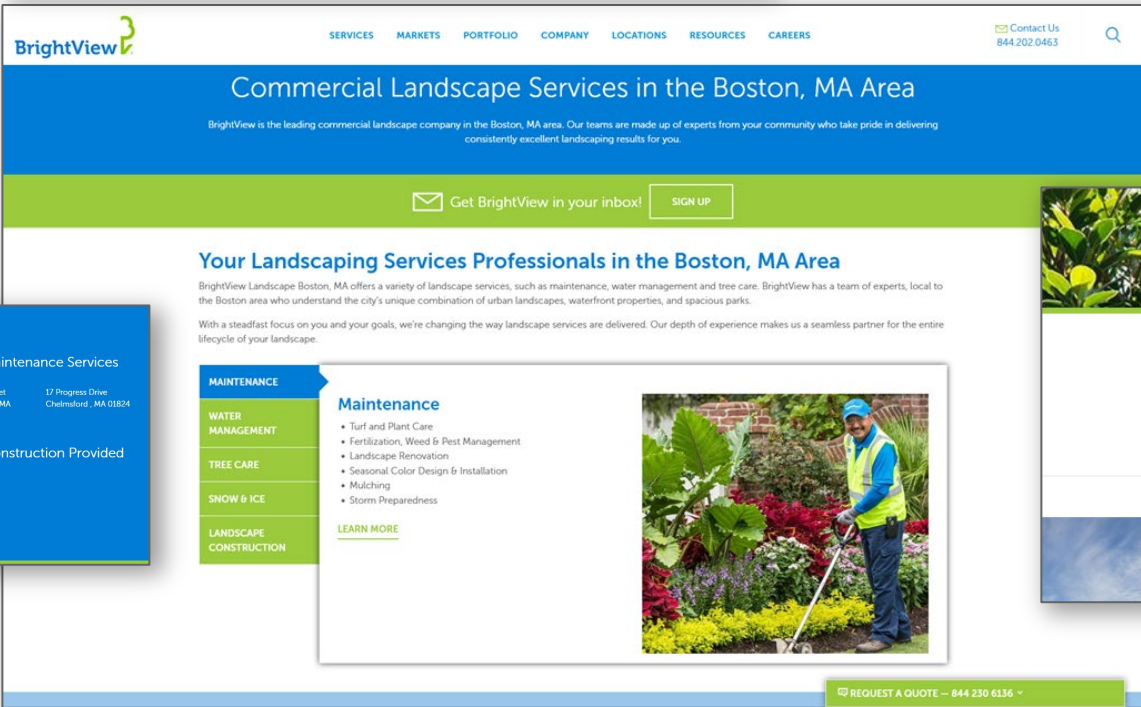 BrightView
SERVICES MARKETS PORTFOLIO COMPANY LOCATIONS RESOURCES CAREERS
Contact Us
844.202.0463
Commercial Landscape Services in the Boston, MA Area
BrightView is the leading commercial landscape company in the Boston, MA area. Our teams are made up of experts from your community who take pride in delivering
consistently excellent landscaping results for you.
Get BrightView in your inbox! SIGN UP
Your Landscaping Services Professionals in the Boston, MA Area
BrightView Landscape Boston, MA offers a variety of landscape services, such as maintenance, water management and tree care. BrightView has a team of experts, local to
the Boston area who understand the city's unique combination of urban landscapes, waterfront properties, and spacious parks.
With a steadfast focus on you and your goals, we're changing the way landscape services are delivered. Our depth of experience makes us a seamless partner for the entire
lifecycle of your landscape.
Services
17 Progress Drive
MA Chelmsford , MA 01824
Provided
MAINTENANCE
WATER
MANAGEMENT
TREE CARE
SNOW & ICE
LANDSCAPE
CONSTRUCTION
Maintenance
• Turf and Plant Care
• Fertilization, Weed & Pest Management
• Landscape Renovation
• Seasonal Color Design & Installation
• Mulching
• Storm Preparedness
LEARN MORE
REQUEST A QUOTE — 844 230 6136